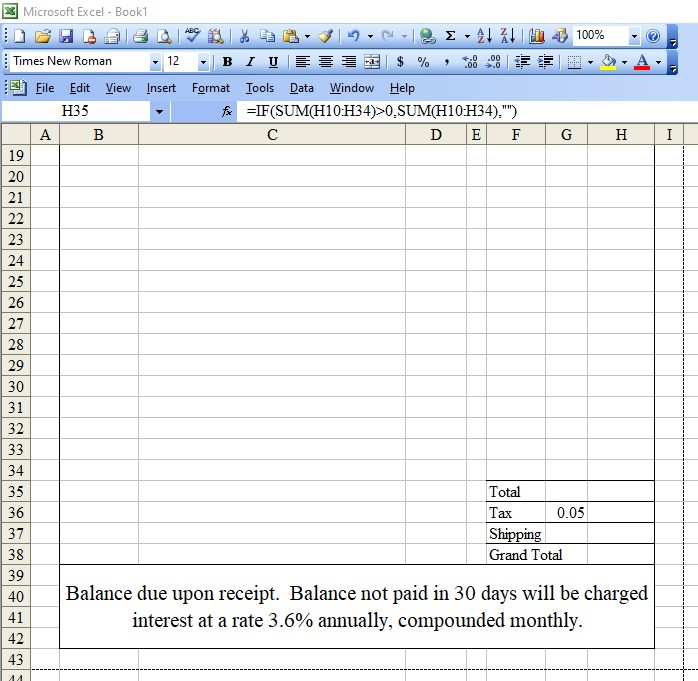 Microsoft Excel - Book1
ABC Σ A Z Z A 100%
Times New Roman 12 B I U $ % , .00 .00 A
File Edit View Insert Format Tools Data Window Help
H35 fx =IF(SUM(H10:H34)>0,SUM(H10:H34),"")
A B C D E F G H I
19
20
21
22
23
24
25
26
27
28
29
30
31
32
33
34
35 Total
36 Tax 0.05
37 Shipping
38 Grand Total
39
40 Balance due upon receipt.  Balance not paid in 30 days will be charged
41 interest at a rate 3.6% annually, compounded monthly.
42
43
44